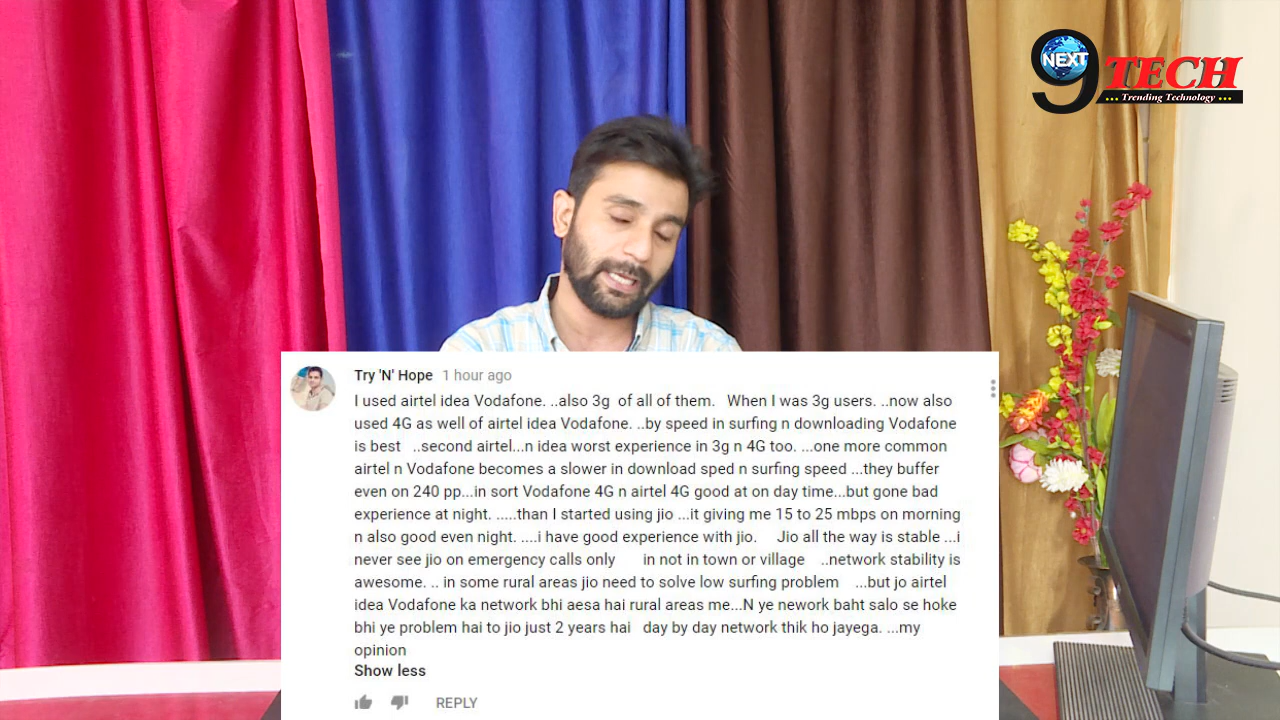 9
NEXT
TECH
... Trending Technology ...
Try 'N' Hope 1 hour ago
I used airtel idea Vodafone. ..also 3g of all of them. When I was 3g users. ..now also
used 4G as well of airtel idea Vodafone. ..by speed in surfing n downloading Vodafone
is best ..second airtel...n idea worst experience in 3g n 4G too. ...one more common
airtel n Vodafone becomes a slower in download sped n surfing speed ...they buffer
even on 240 pp...in sort Vodafone 4G n airtel 4G good at on day time...but gone bad
experience at night. .....than I started using jio ...it giving me 15 to 25 mbps on morning
n also good even night. ....i have good experience with jio. Jio all the way is stable ...i
never see jio on emergency calls only in not in town or village ..network stability is
awesome. .. in some rural areas jio need to solve low surfing problem ...but jo airtel
idea Vodafone ka network bhi aesa hai rural areas me...N ye nework baht salo se hoke
bhi ye problem hai to jio just 2 years hai day by day network thik ho jayega. ...my
opinion
Show less
REPLY